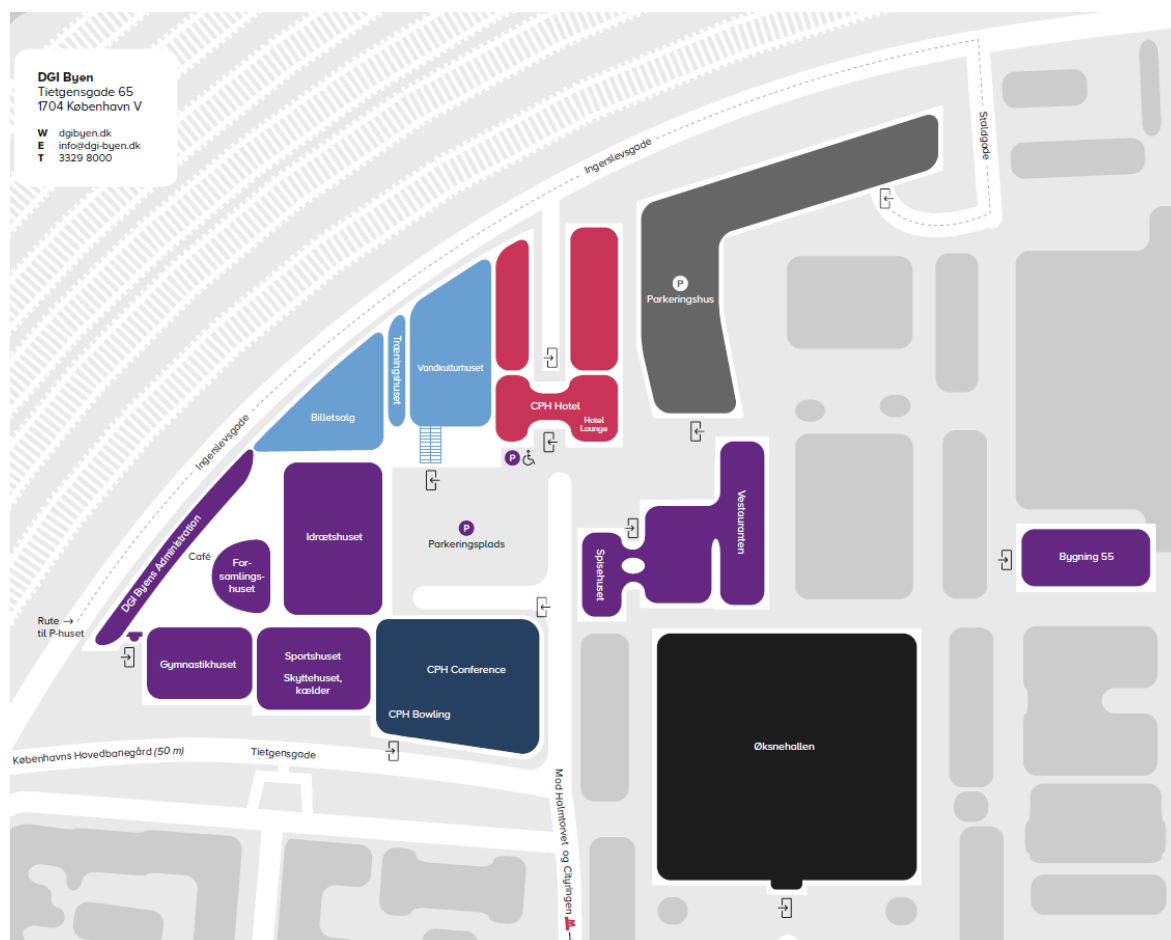 DGI Byen
Tietgensgade 65
1704 København V
W dgibyen.dk
E info@dgi-byen.dk
T 3329 8000
Ingerslevsgade
Staldgade
P
Parkeringshus
Træningshuset
Vandkulturhuset
Billetsalg
CPH Hotel
Hotel
Lounge
P
Ingerslevsgade
DGI Byens Administration
Café
For-
samlings-
huset
Idrætshuset
P
Parkeringsplads
Spisehuset
Vestauranten
Bygning 55
Rute →
til P-huset
Gymnastikhuset
Sportshuset
Skyttehuset,
kælder
CPH Conference
CPH Bowling
Øksnehallen
Københavns Hovedbanegård (50 m)
Tietgensgade
Mod Halmtorvet og Cityringen M →